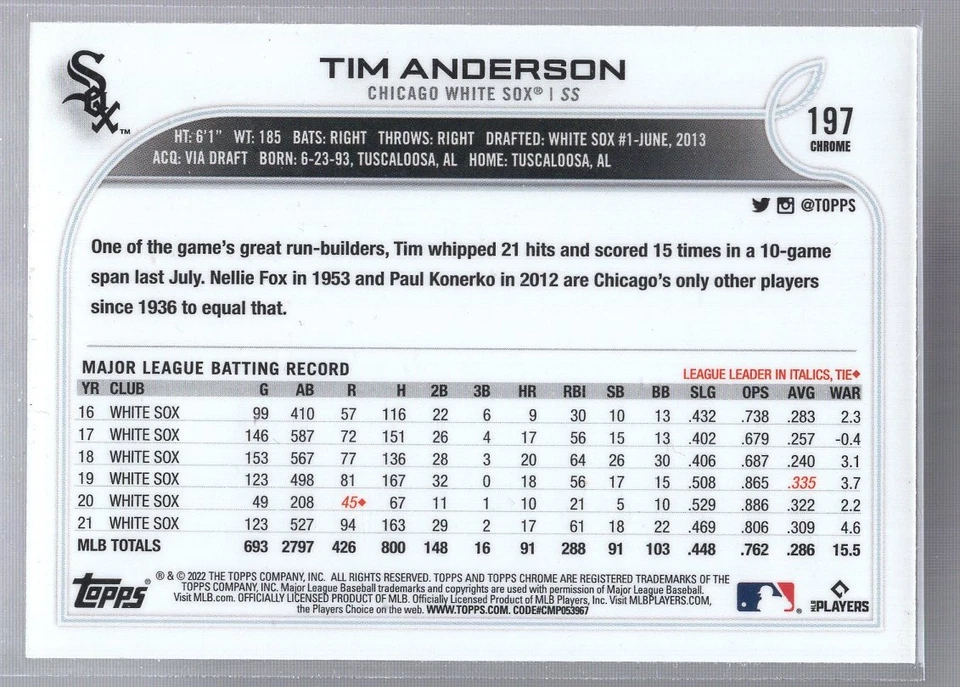 Sox™
TIM ANDERSON
CHICAGO WHITE SOX® | SS
197
CHROME
HT: 6'1" WT: 185 BATS: RIGHT THROWS: RIGHT DRAFTED: WHITE SOX #1-JUNE, 2013
ACQ: VIA DRAFT BORN: 6-23-93, TUSCALOOSA, AL HOME: TUSCALOOSA, AL
@TOPPS
One of the game's great run-builders, Tim whipped 21 hits and scored 15 times in a 10-game
span last July. Nellie Fox in 1953 and Paul Konerko in 2012 are Chicago's only other players
since 1936 to equal that.
MAJOR LEAGUE BATTING RECORD LEAGUE LEADER IN ITALICS, TIE◆
YR CLUB G AB R H 2B 3B HR RBI SB BB SLG OPS AVG WAR
16 WHITE SOX 99 410 57 116 22 6 9 30 10 13 .432 .738 .283 2.3
17 WHITE SOX 146 587 72 151 26 4 17 56 15 13 .402 .679 .257 -0.4
18 WHITE SOX 153 567 77 136 28 3 20 64 26 30 .406 .687 .240 3.1
19 WHITE SOX 123 498 81 167 32 0 18 56 17 15 .508 .865 .335 3.7
20 WHITE SOX 49 208 45◆ 67 11 1 10 21 5 10 .529 .886 .322 2.2
21 WHITE SOX 123 527 94 163 29 2 17 61 18 22 .469 .806 .309 4.6
MLB TOTALS 693 2797 426 800 148 16 91 288 91 103 .448 .762 .286 15.5
Topps® ® & © 2022 THE TOPPS COMPANY, INC. ALL RIGHTS RESERVED. TOPPS AND TOPPS CHROME ARE REGISTERED TRADEMARKS OF THE
TOPPS COMPANY, INC. Major League Baseball trademarks and copyrights are used with permission of Major League Baseball.
Visit MLB.com. OFFICIALLY LICENSED PRODUCT OF MLB. Officially Licensed Product of MLB Players, Inc. Visit MLBPLAYERS.COM,
the Players Choice on the web. WWW.TOPPS.COM. CODE#CMP053967
® MLB PLAYERS